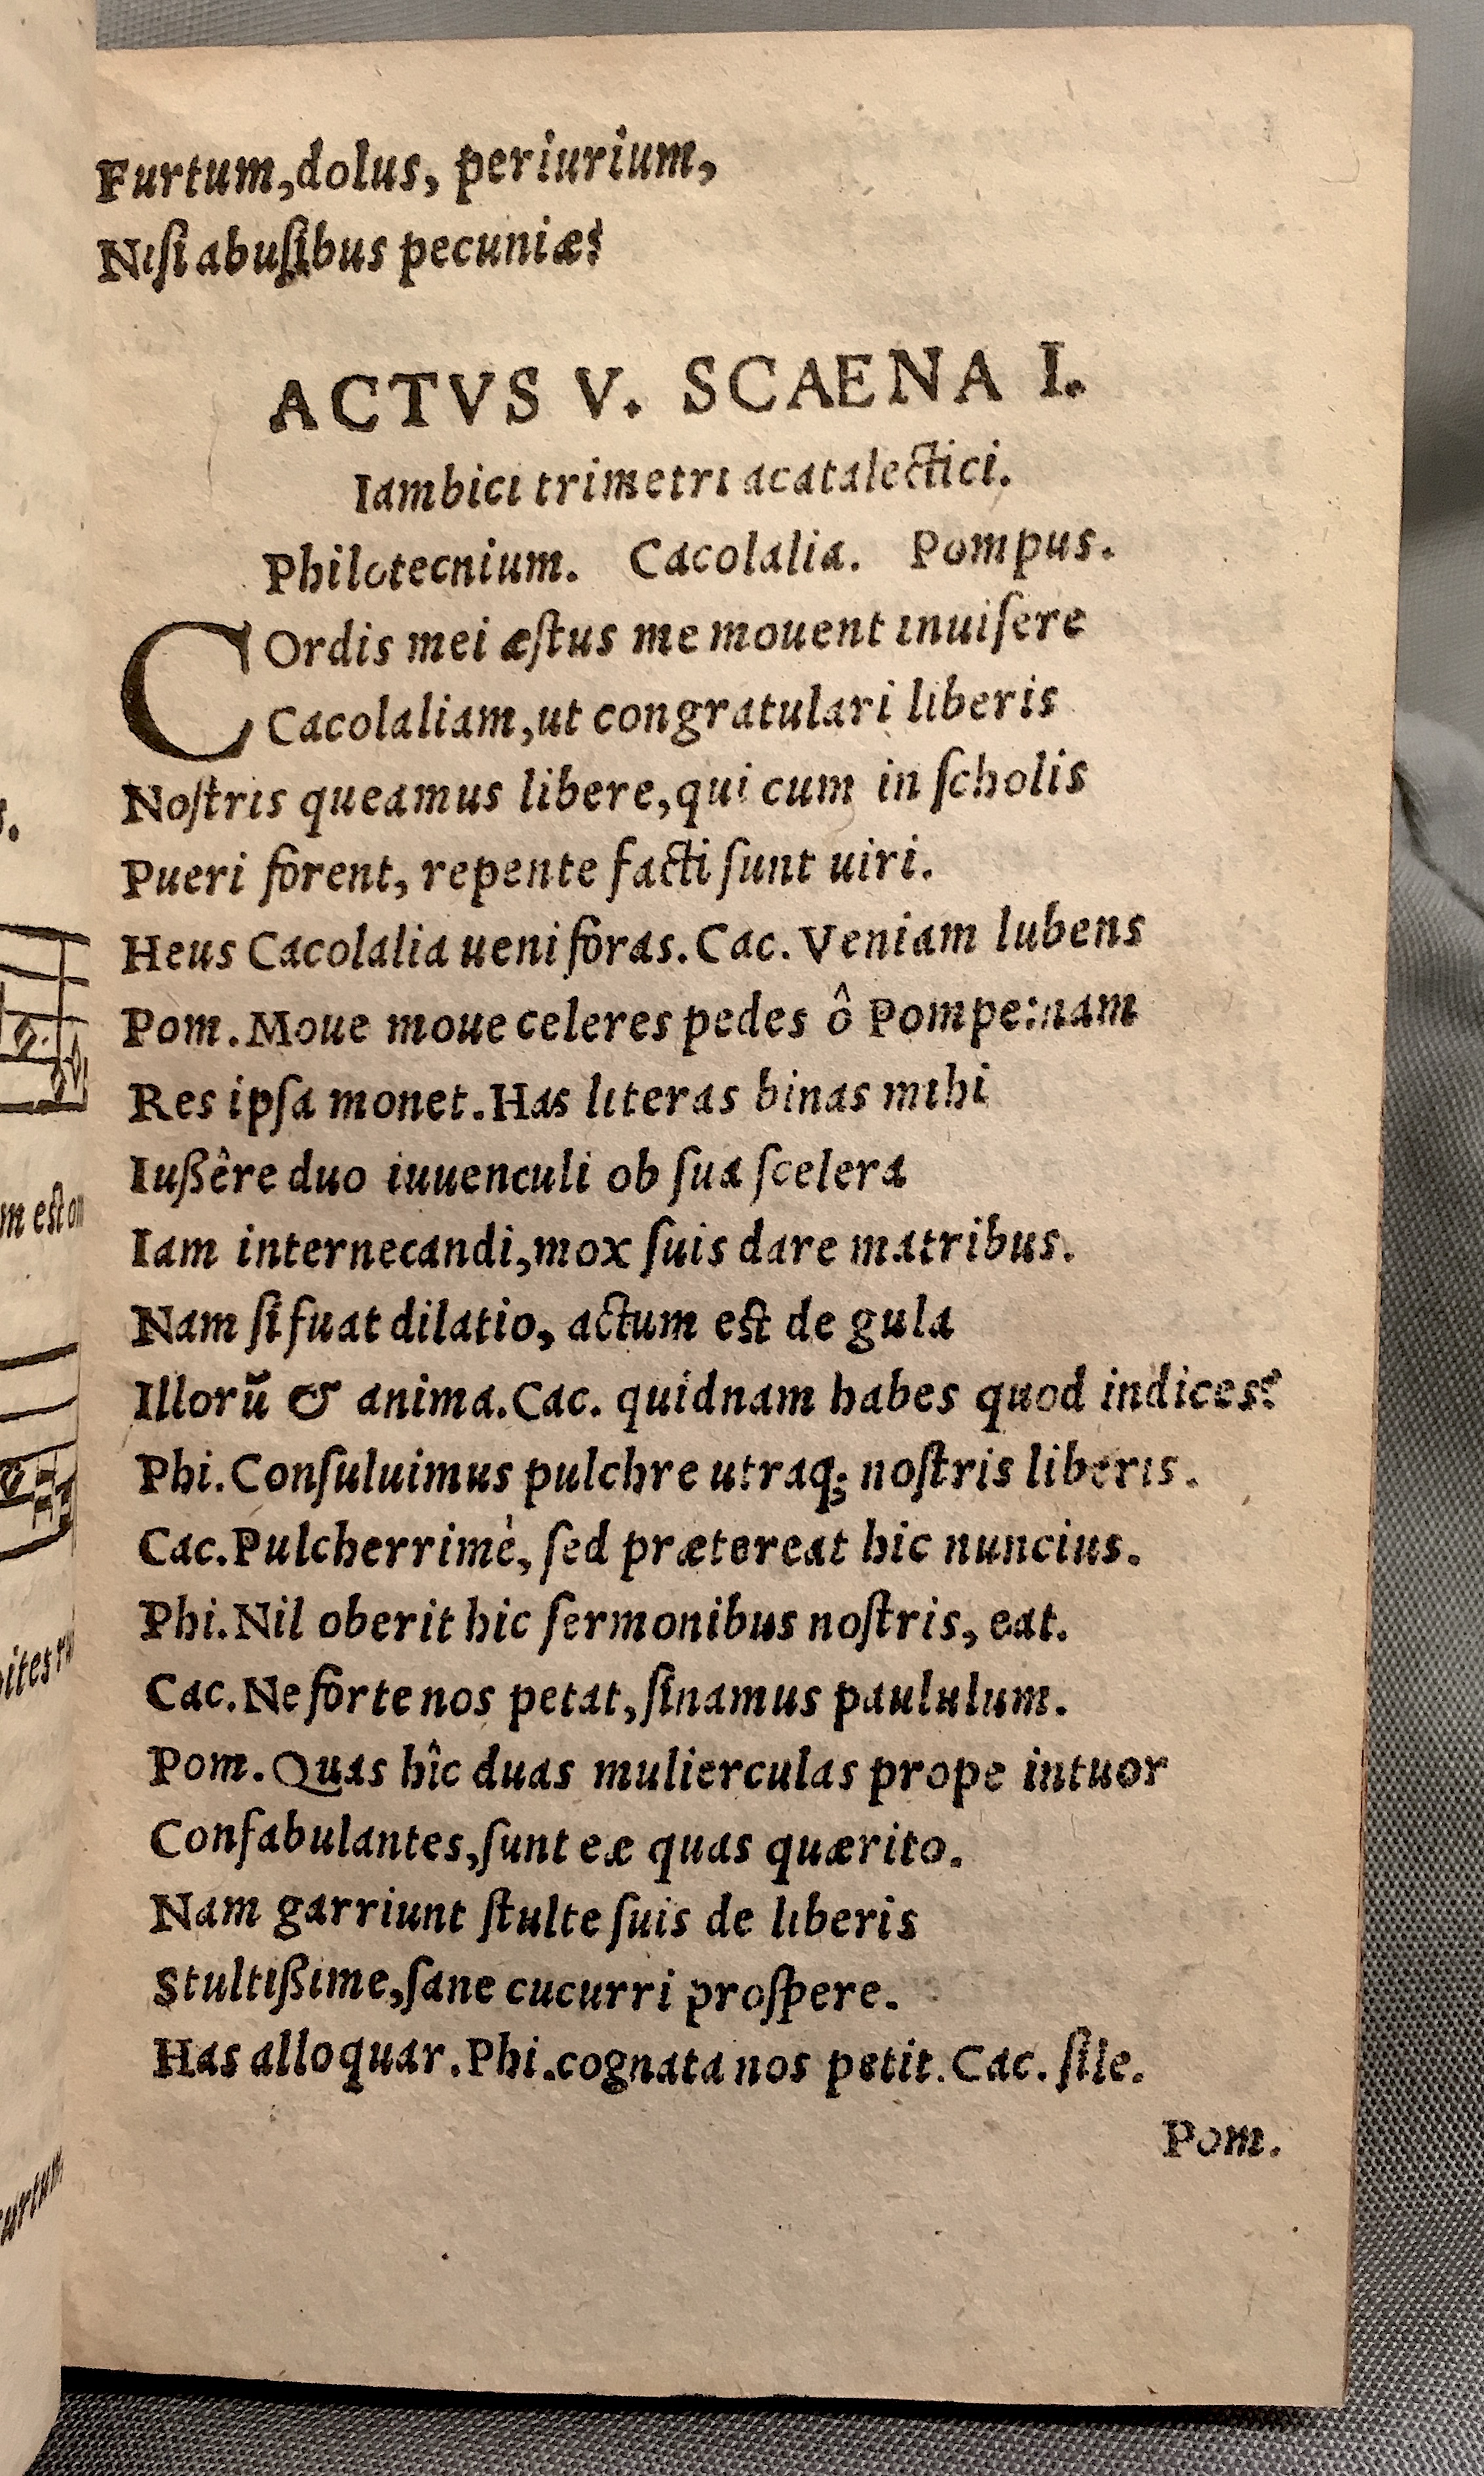 Furtum, dolus, periurium,
Nisi abusibus pecuniæ?
ACTVS V. SCAENA I.
Iambici trimetri acatalectici.
Philotecnium. Cacolalia. Pompus.
COrdis mei æstus me mouent inuisere
Cacolaliam, ut congratulari liberis
Nostris queamus libere, qui cum in scholis
Pueri forent, repente facti sunt uiri.
Heus Cacolalia ueni foras. Cac. Veniam lubens
Pom. Moue moue celeres pedes ô Pompe: nam
Res ipsa monet. Has literas binas mihi
Iußêre duo iuuenculi ob sua scelera
Iam internecandi, mox suis dare matribus.
Nam si fuat dilatio, actum est de gula
Illorū & anima. Cac. quidnam habes quod indices?
Phi. Consuluimus pulchre utraq; nostris liberis.
Cac. Pulcherrimè, sed prætereat hic nuncius.
Phi. Nil oberit hic sermonibus nostris, eat.
Cac. Ne forte nos petat, sinamus paululum.
Pom. Quas hîc duas mulierculas prope intuor
Confabulantes, sunt eæ quas quærito.
Nam garriunt stulte suis de liberis
Stultißime, sane cucurri prospere.
Has alloquar. Phi. cognata nos petit. Cac. sile.
Pom.